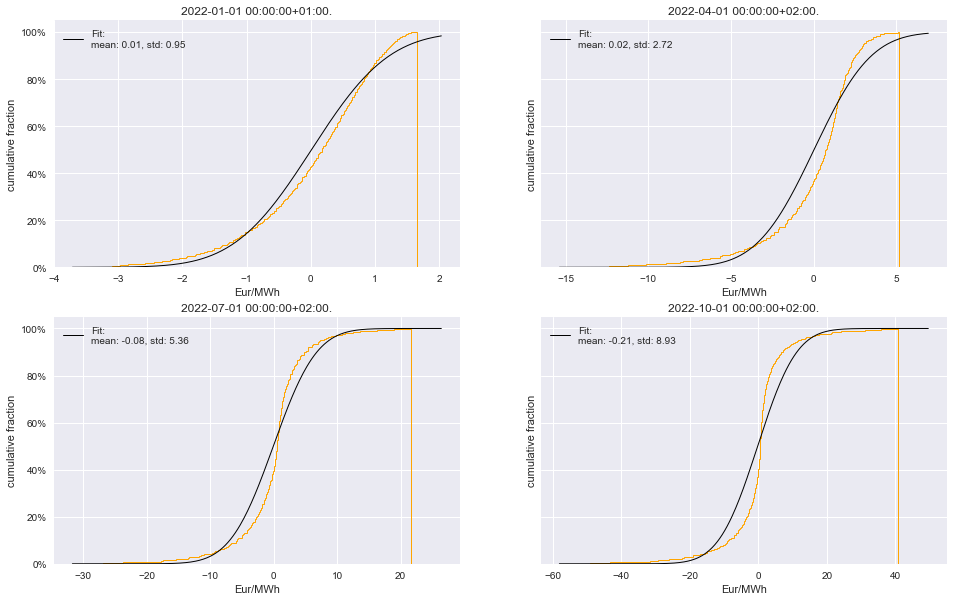 2022-01-01 00:00:00+01:00.
Fit:
mean: 0.01, std: 0.95
100%
80%
60%
40%
20%
0%
cumulative fraction
−4 −3 −2 −1 0 1 2
Eur/MWh
2022-04-01 00:00:00+02:00.
Fit:
mean: 0.02, std: 2.72
cumulative fraction
−15 −10 −5 0 5
Eur/MWh
2022-07-01 00:00:00+02:00.
Fit:
mean: -0.08, std: 5.36
100%
80%
60%
40%
20%
0%
cumulative fraction
−30 −20 −10 0 10 20
Eur/MWh
2022-10-01 00:00:00+02:00.
Fit:
mean: -0.21, std: 8.93
cumulative fraction
−60 −40 −20 0 20 40
Eur/MWh